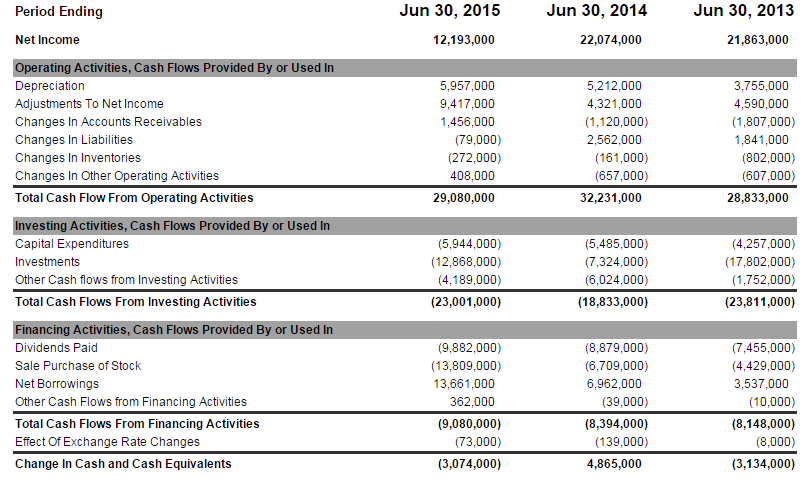 Period Ending Jun 30, 2015 Jun 30, 2014 Jun 30, 2013
Net Income 12,193,000 22,074,000 21,863,000
Operating Activities, Cash Flows Provided By or Used In
Depreciation 5,957,000 5,212,000 3,755,000
Adjustments To Net Income 9,417,000 4,321,000 4,590,000
Changes In Accounts Receivables 1,456,000 (1,120,000) (1,807,000)
Changes In Liabilities (79,000) 2,562,000 1,841,000
Changes In Inventories (272,000) (161,000) (802,000)
Changes In Other Operating Activities 408,000 (657,000) (607,000)
Total Cash Flow From Operating Activities 29,080,000 32,231,000 28,833,000
Investing Activities, Cash Flows Provided By or Used In
Capital Expenditures (5,944,000) (5,485,000) (4,257,000)
Investments (12,868,000) (7,324,000) (17,802,000)
Other Cash flows from Investing Activities (4,189,000) (6,024,000) (1,752,000)
Total Cash Flows From Investing Activities (23,001,000) (18,833,000) (23,811,000)
Financing Activities, Cash Flows Provided By or Used In
Dividends Paid (9,882,000) (8,879,000) (7,455,000)
Sale Purchase of Stock (13,809,000) (6,709,000) (4,429,000)
Net Borrowings 13,661,000 6,962,000 3,537,000
Other Cash Flows from Financing Activities 362,000 (39,000) (10,000)
Total Cash Flows From Financing Activities (9,080,000) (8,394,000) (8,148,000)
Effect Of Exchange Rate Changes (73,000) (139,000) (8,000)
Change In Cash and Cash Equivalents (3,074,000) 4,865,000 (3,134,000)